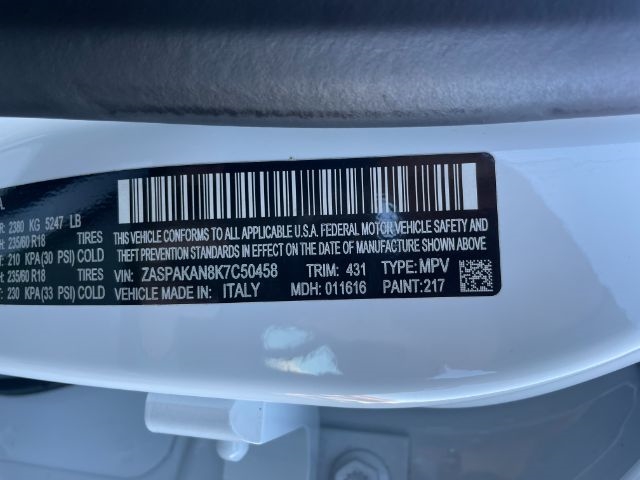 2380 KG 5247 LB
235/60 R18 TIRES
210 KPA(30 PSI) COLD
235/60 R18 TIRES
230 KPA(33 PSI) COLD
THIS VEHICLE CONFORMS TO ALL APPLICABLE U.S.A. FEDERAL MOTOR VEHICLE SAFETY AND
THEFT PREVENTION STANDARDS IN EFFECT ON THE DATE OF MANUFACTURE SHOWN ABOVE.
VIN: ZASPAKAN8K7C50458 TRIM: 431 TYPE: MPV
VEHICLE MADE IN: ITALY MDH: 011616 PAINT: 217